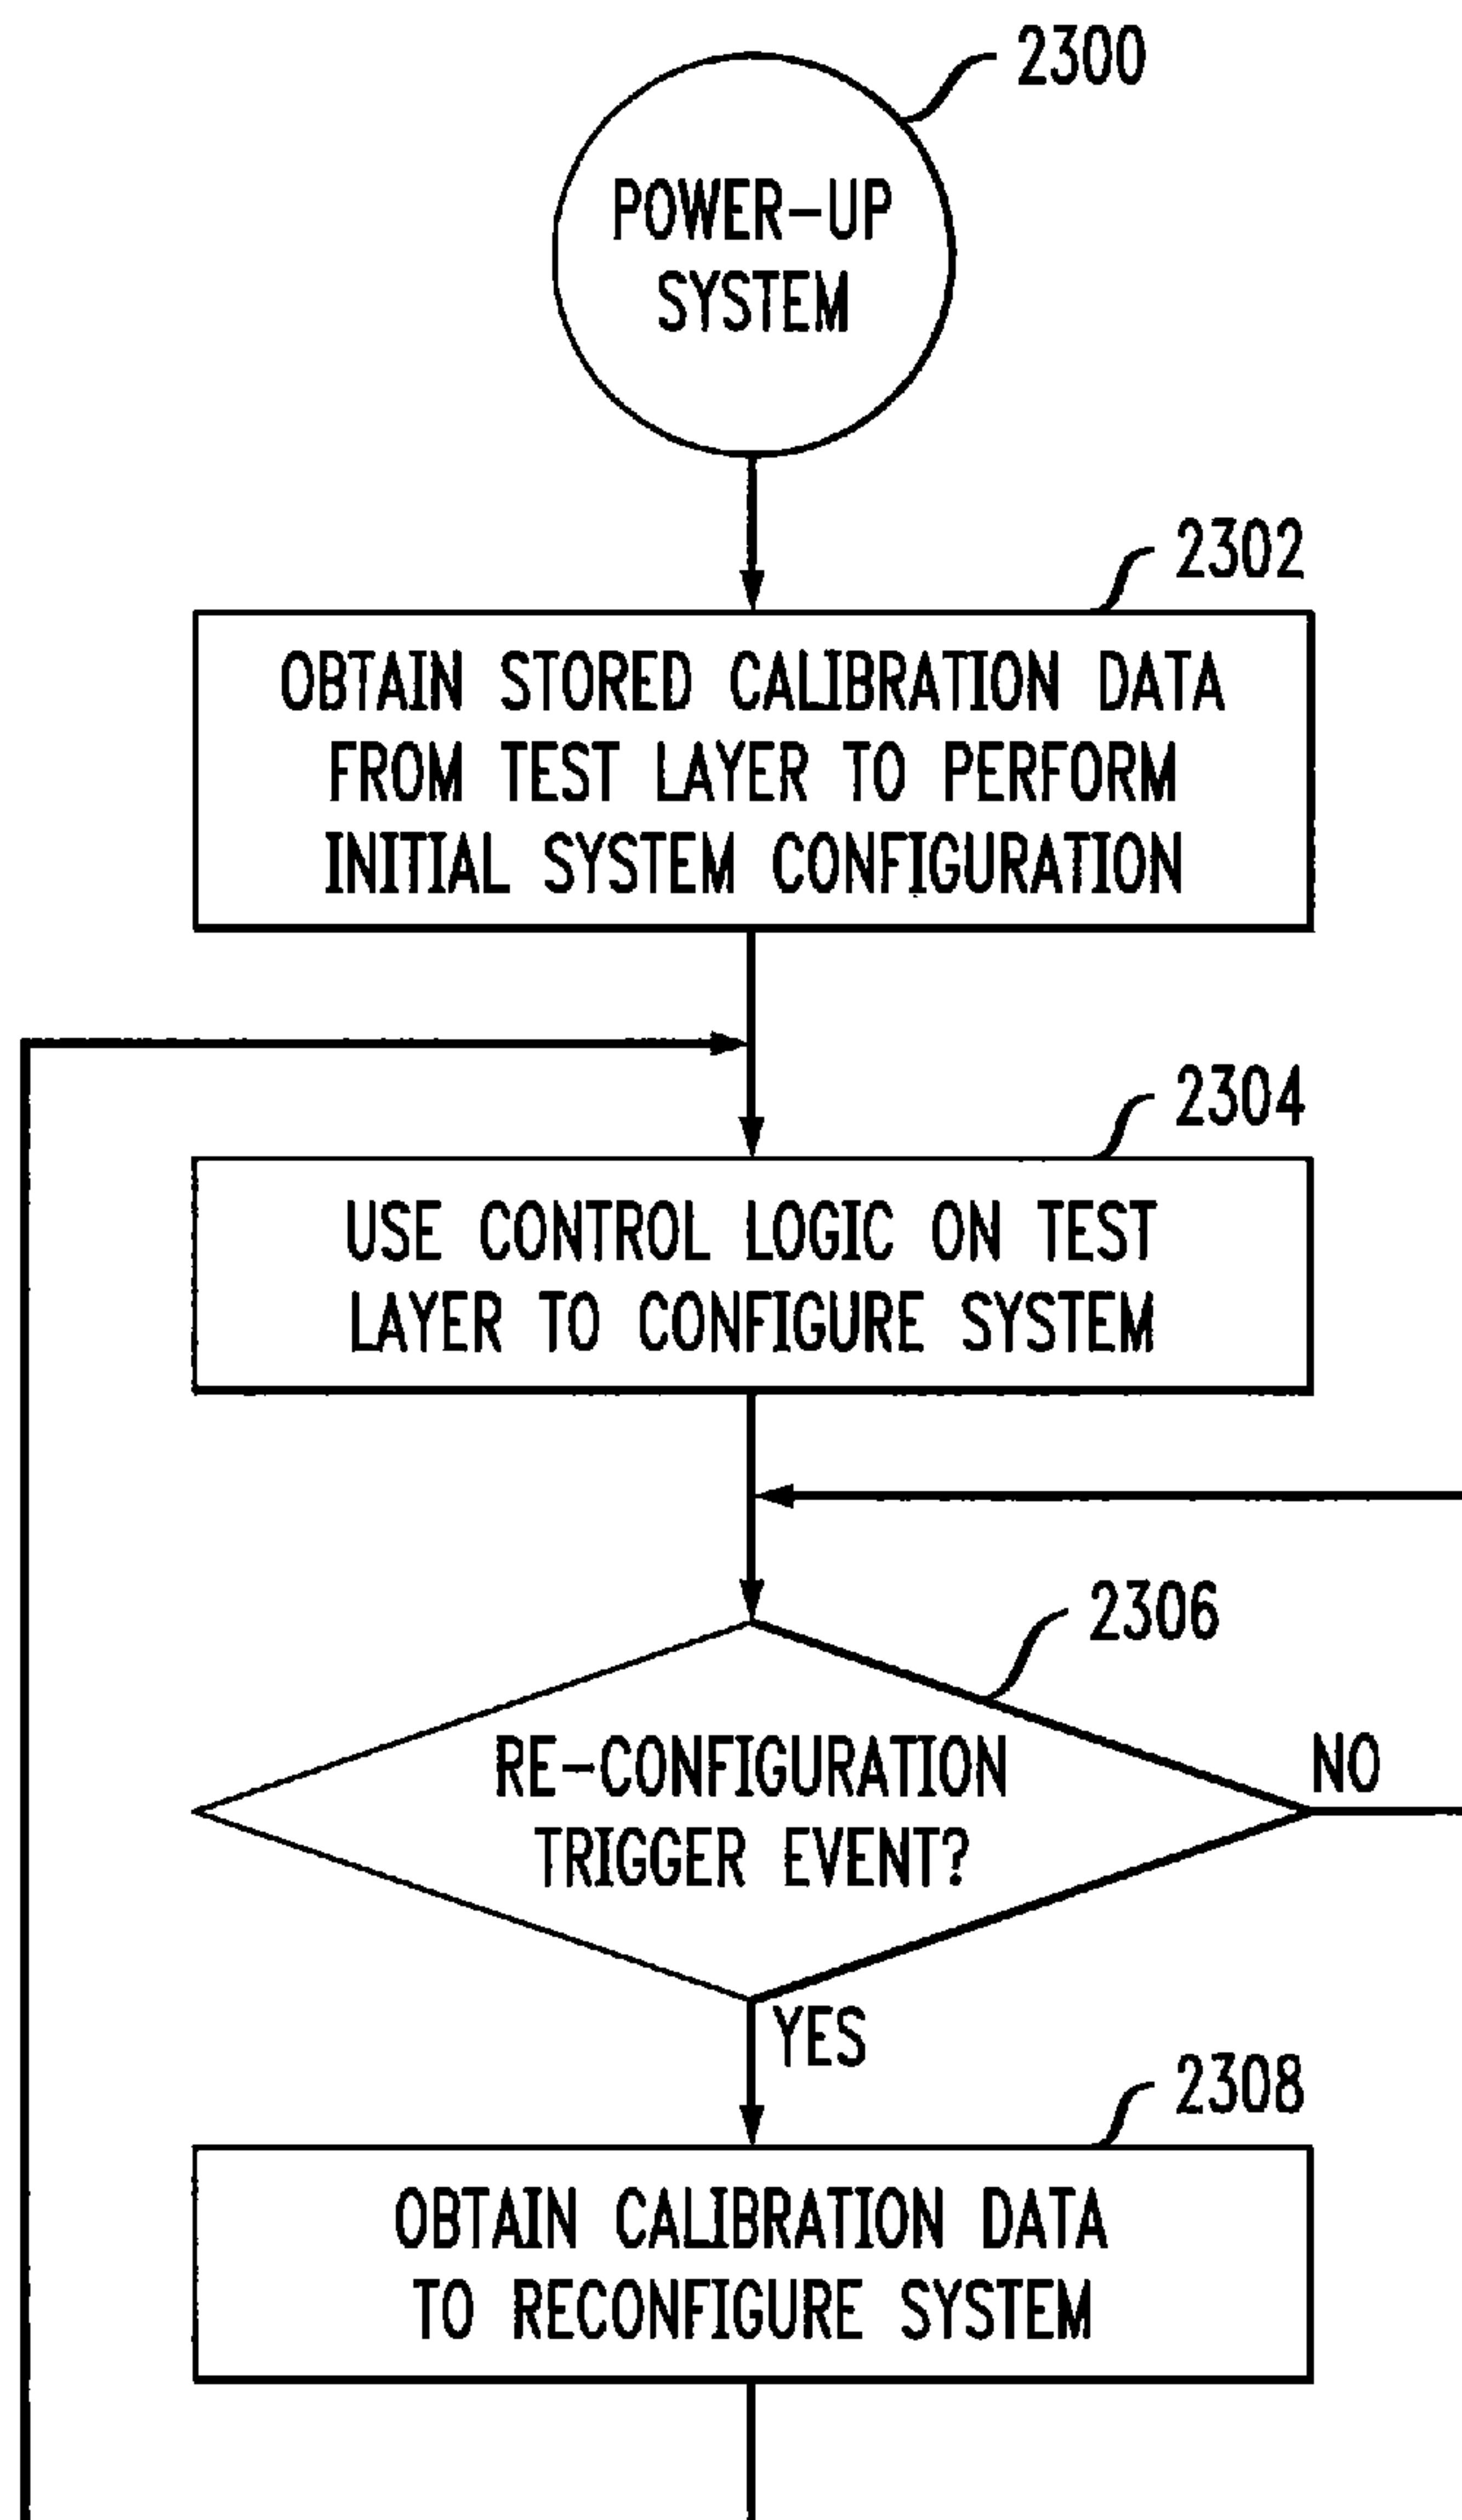 2300
POWER-UP
SYSTEM
2302
OBTAIN STORED CALIBRATION DATA
FROM TEST LAYER TO PERFORM
INITIAL SYSTEM CONFIGURATION
2304
USE CONTROL LOGIC ON TEST
LAYER TO CONFIGURE SYSTEM
2306
RE-CONFIGURATION
TRIGGER EVENT?
NO
YES
2308
OBTAIN CALIBRATION DATA
TO RECONFIGURE SYSTEM